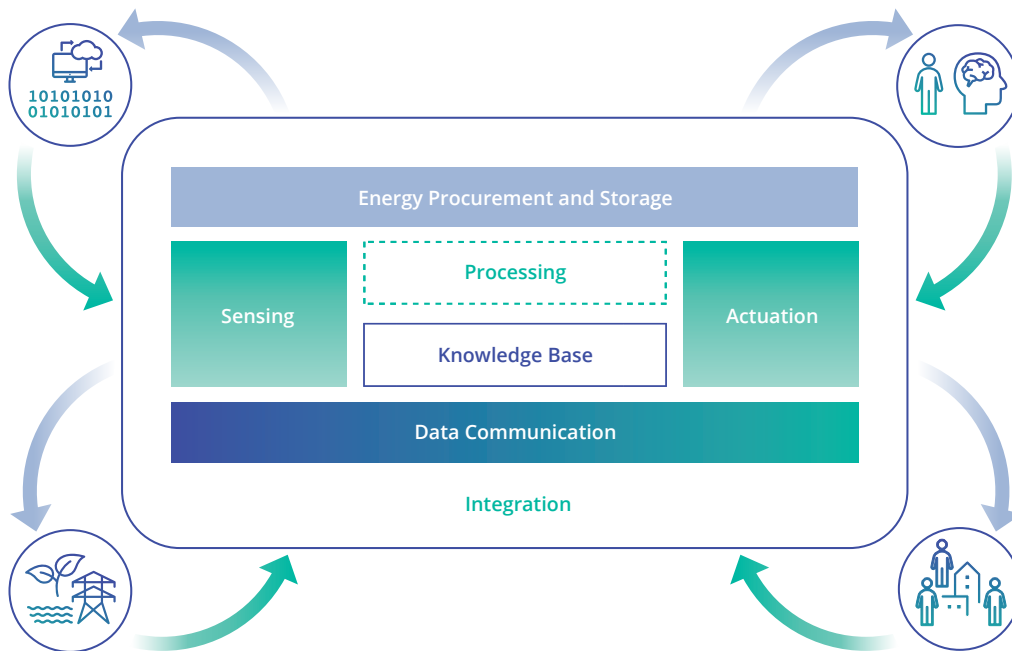 10101010
01010101
Energy Procurement and Storage
Processing
Sensing
Actuation
Knowledge Base
Data Communication
Integration